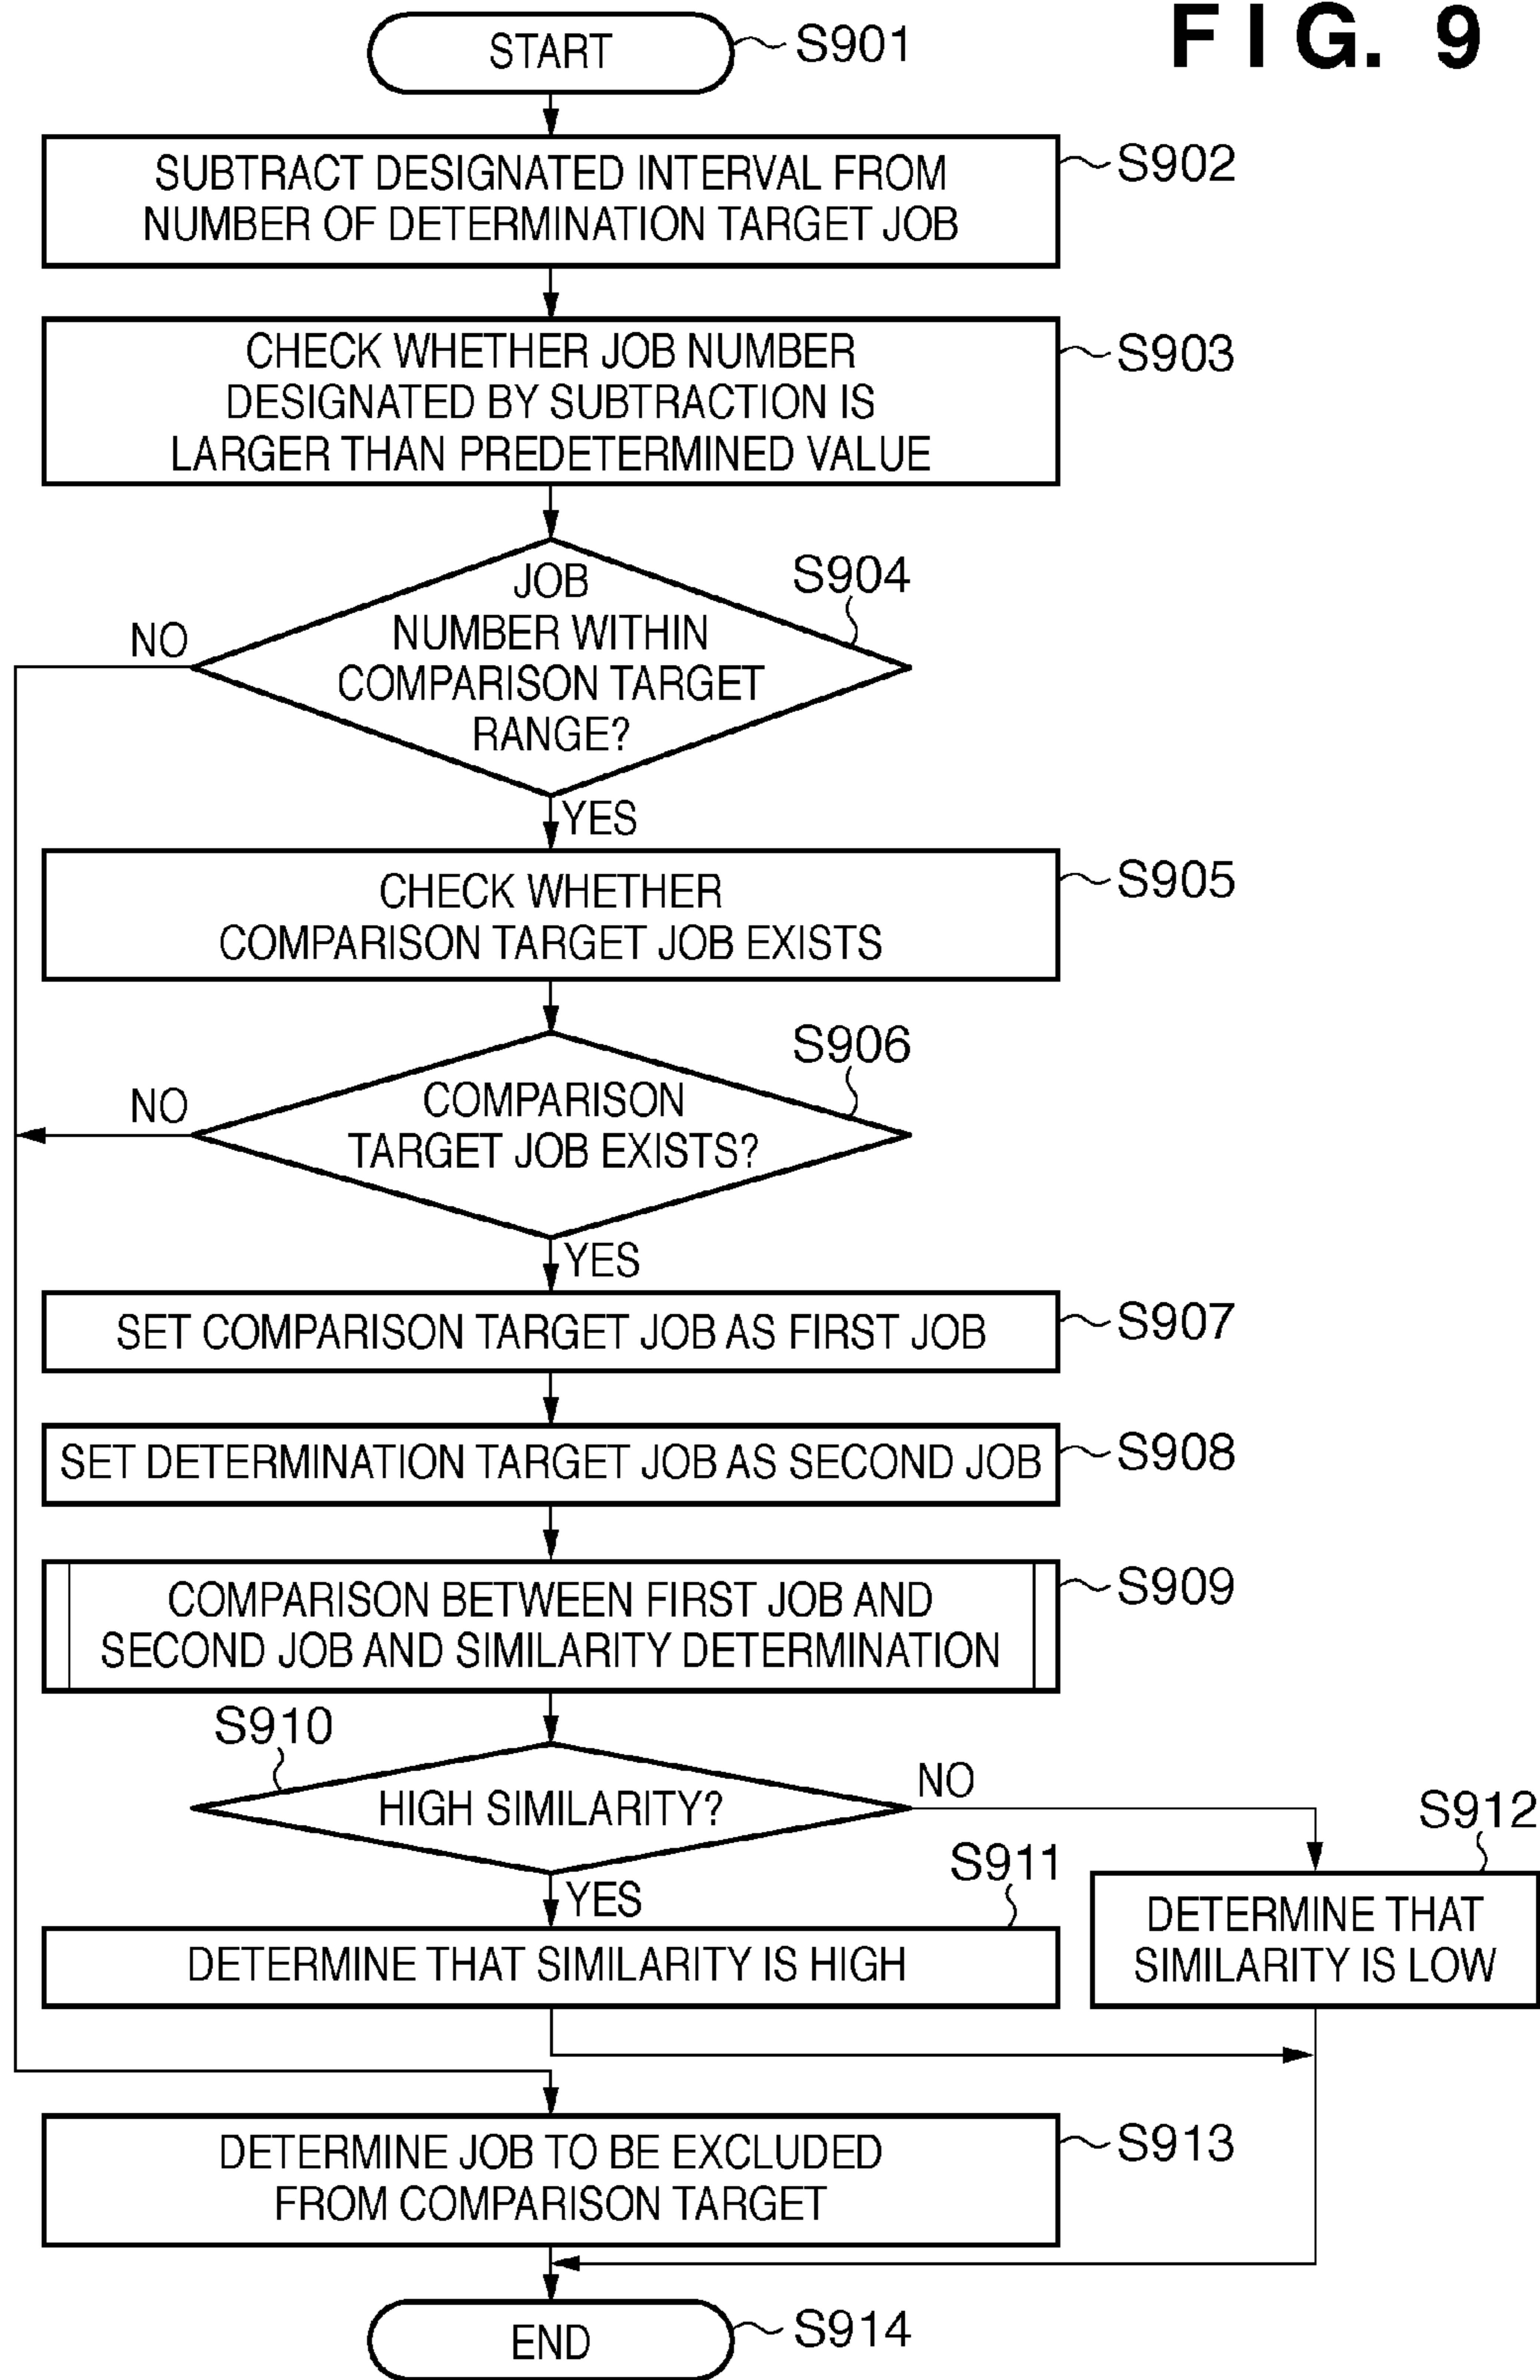 FIG. 9
START
S901
SUBTRACT DESIGNATED INTERVAL FROM
NUMBER OF DETERMINATION TARGET JOB
S902
CHECK WHETHER JOB NUMBER
DESIGNATED BY SUBTRACTION IS
LARGER THAN PREDETERMINED VALUE
S903
JOB
NUMBER WITHIN
COMPARISON TARGET
RANGE?
S904
NO
YES
CHECK WHETHER
COMPARISON TARGET JOB EXISTS
S905
COMPARISON
TARGET JOB EXISTS?
S906
NO
YES
SET COMPARISON TARGET JOB AS FIRST JOB
S907
SET DETERMINATION TARGET JOB AS SECOND JOB
S908
COMPARISON BETWEEN FIRST JOB AND
SECOND JOB AND SIMILARITY DETERMINATION
S909
S910
HIGH SIMILARITY?
NO
YES
S911
DETERMINE THAT SIMILARITY IS HIGH
S912
DETERMINE THAT
SIMILARITY IS LOW
DETERMINE JOB TO BE EXCLUDED
FROM COMPARISON TARGET
S913
END
S914